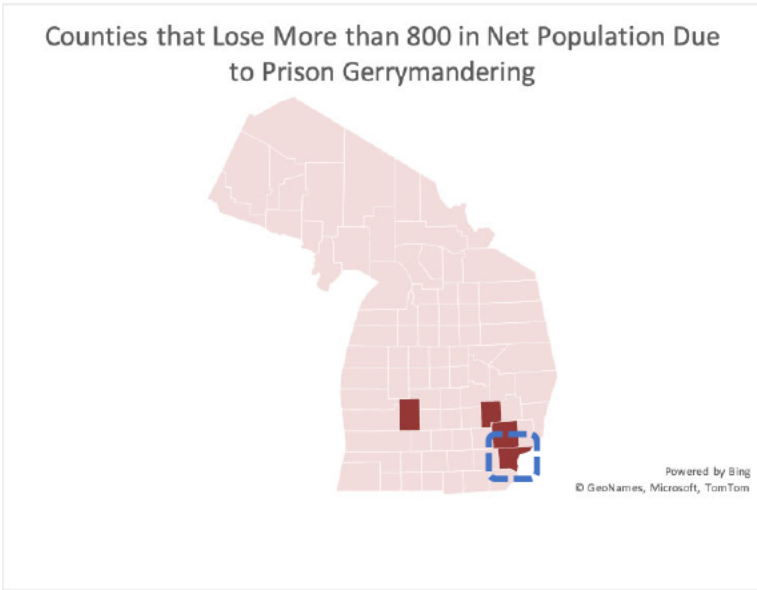 Counties that Lose More than 800 in Net Population Due
to Prison Gerrymandering
Powered by Bing
© GeoNames, Microsoft, TomTom